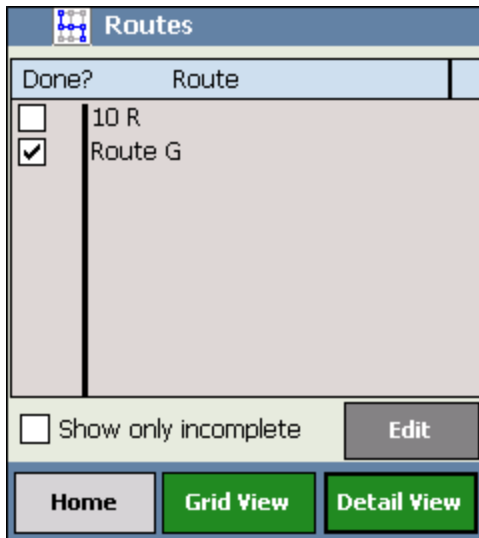 Routes
Done? Route
10 R
Route G
Show only incomplete Edit
Home Grid View Detail View